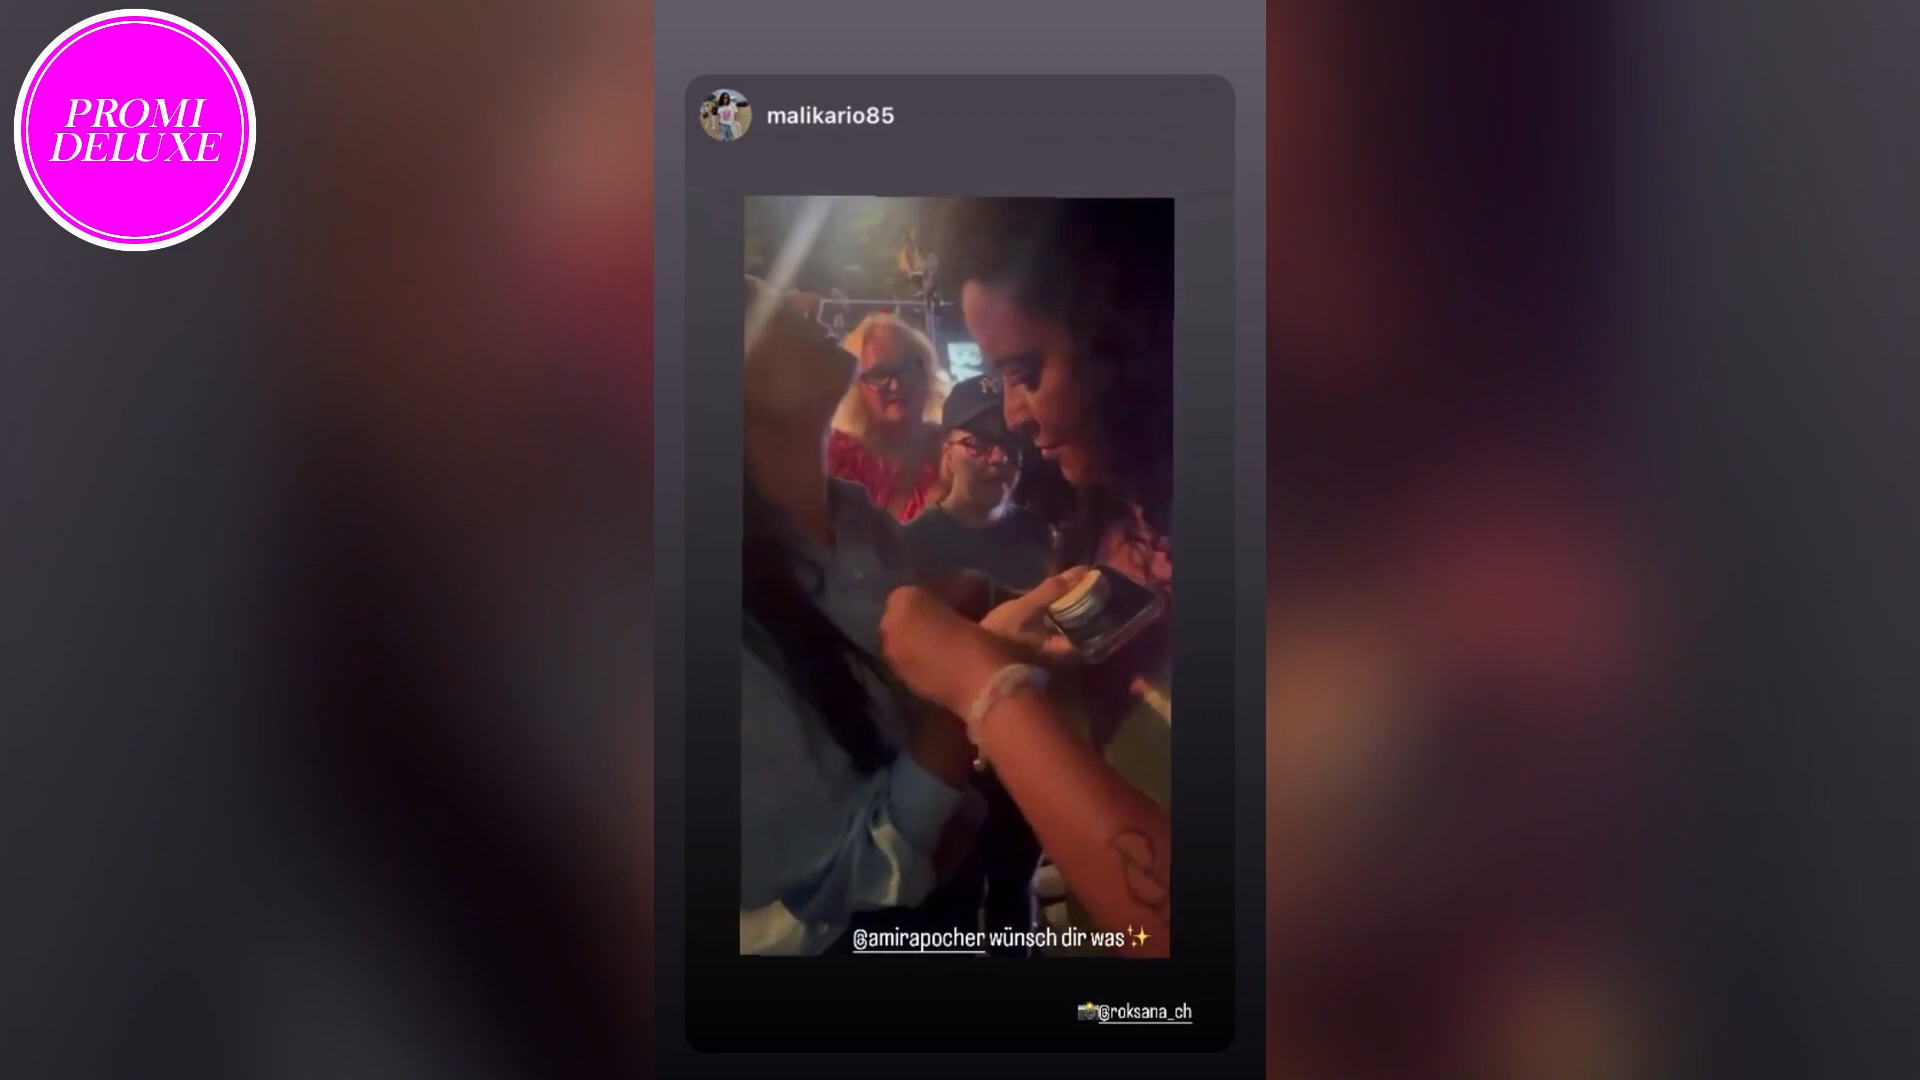 PROMI
DELUXE
malikario85
@amirapocher wünsch dir was✨
📸@roksana_ch